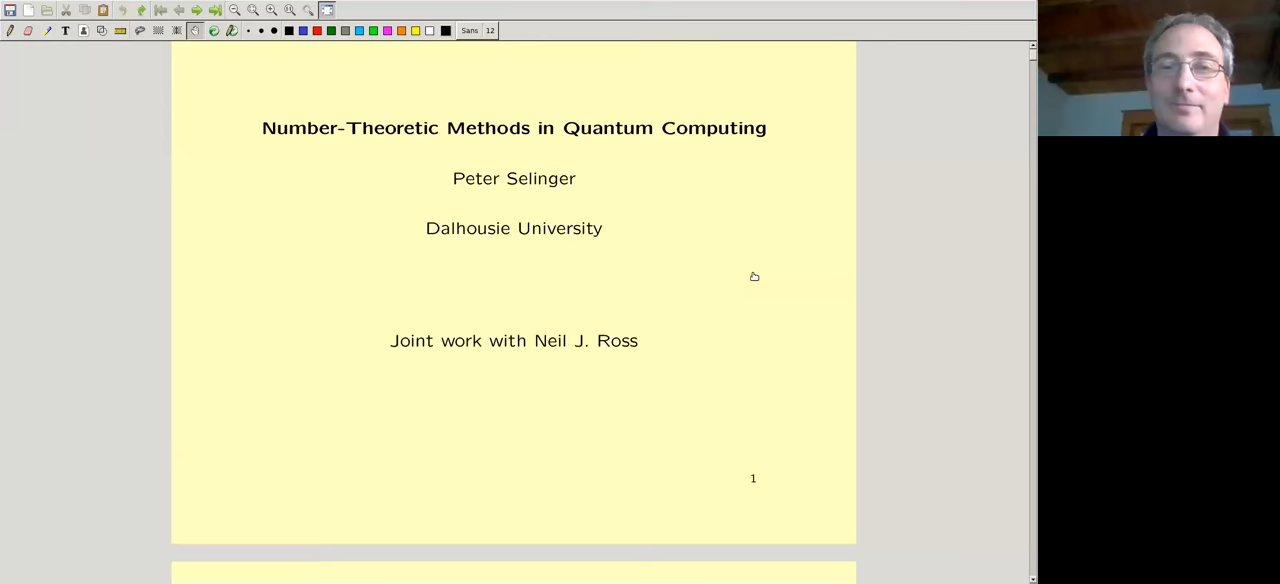 Sans 12
Number-Theoretic Methods in Quantum Computing
Peter Selinger
Dalhousie University
Joint work with Neil J. Ross
1